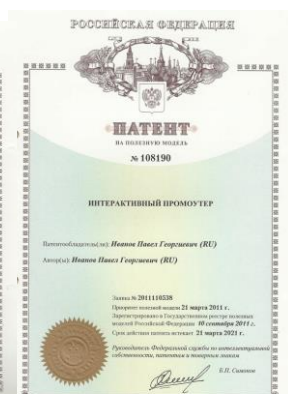 РОССИЙСКАЯ ФЕДЕРАЦИЯ
ПАТЕНТ
НА ПОЛЕЗНУЮ МОДЕЛЬ
№ 108190
ИНТЕРАКТИВНЫЙ ПРОМОУТЕР
Патентообладатель(ли): Иванов Павел Георгиевич (RU)
Автор(ы): Иванов Павел Георгиевич (RU)
Заявка № 2011110538
Приоритет полезной модели 21 марта 2011 г.
Зарегистрировано в Государственном реестре полезных
моделей Российской Федерации 10 сентября 2011 г.
Срок действия патента истекает 21 марта 2021 г.
Руководитель Федеральной службы по интеллектуальной
собственности, патентам и товарным знакам
Б.П. Симонов